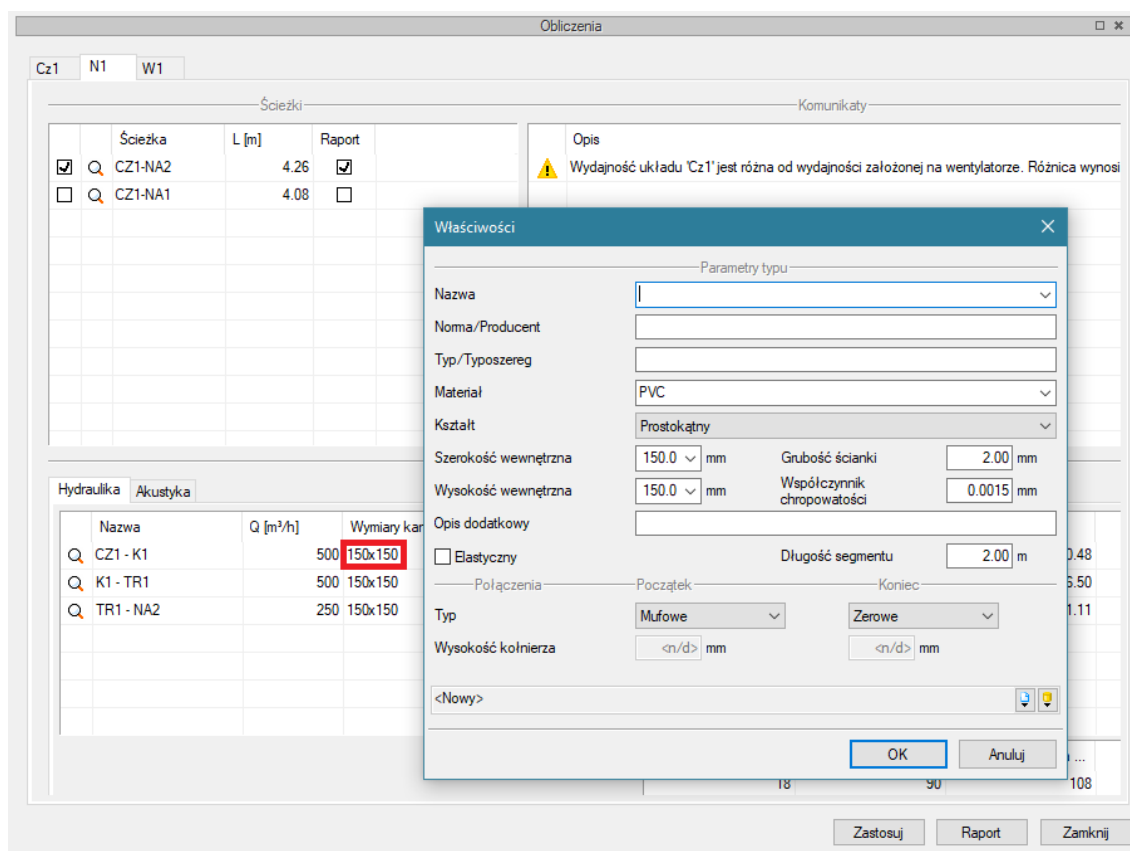 Obliczenia
Cz1 N1 W1
Ścieżki
Komunikaty
Ścieżka L [m] Raport
CZ1-NA2 4.26
CZ1-NA1 4.08
Opis
Wydajność układu 'Cz1' jest różna od wydajności założonej na wentylatorze. Różnica wynosi
Właściwości
Parametry typu
Nazwa
Norma/Producent
Typ/Typoszereg
Materiał PVC
Kształt Prostokątny
Szerokość wewnętrzna 150.0 mm Grubość ścianki 2.00 mm
Wysokość wewnętrzna 150.0 mm Współczynnik chropowatości 0.0015 mm
Opis dodatkowy
Elastyczny Długość segmentu 2.00 m
Połączenia Początek Koniec
Typ Mufowe Zerowe
Wysokość kołnierza <n/d> mm <n/d> mm
<Nowy>
OK Anuluj
Hydraulika Akustyka
Nazwa Q [m³/h] Wymiary kan
CZ1 - K1 500 150x150 0.48
K1 - TR1 500 150x150 6.50
TR1 - NA2 250 150x150 1.11
...
18 90 108
Zastosuj Raport Zamknij